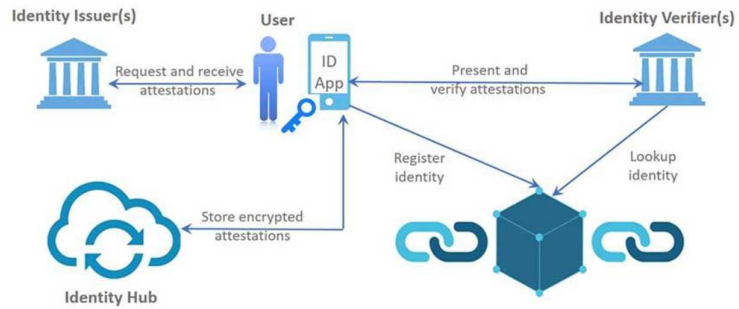 Identity Issuer(s)
User
Identity Verifier(s)
Request and receive
attestations
ID
App
Present and
verify attestations
Register
identity
Lookup
identity
Store encrypted
attestations
Identity Hub